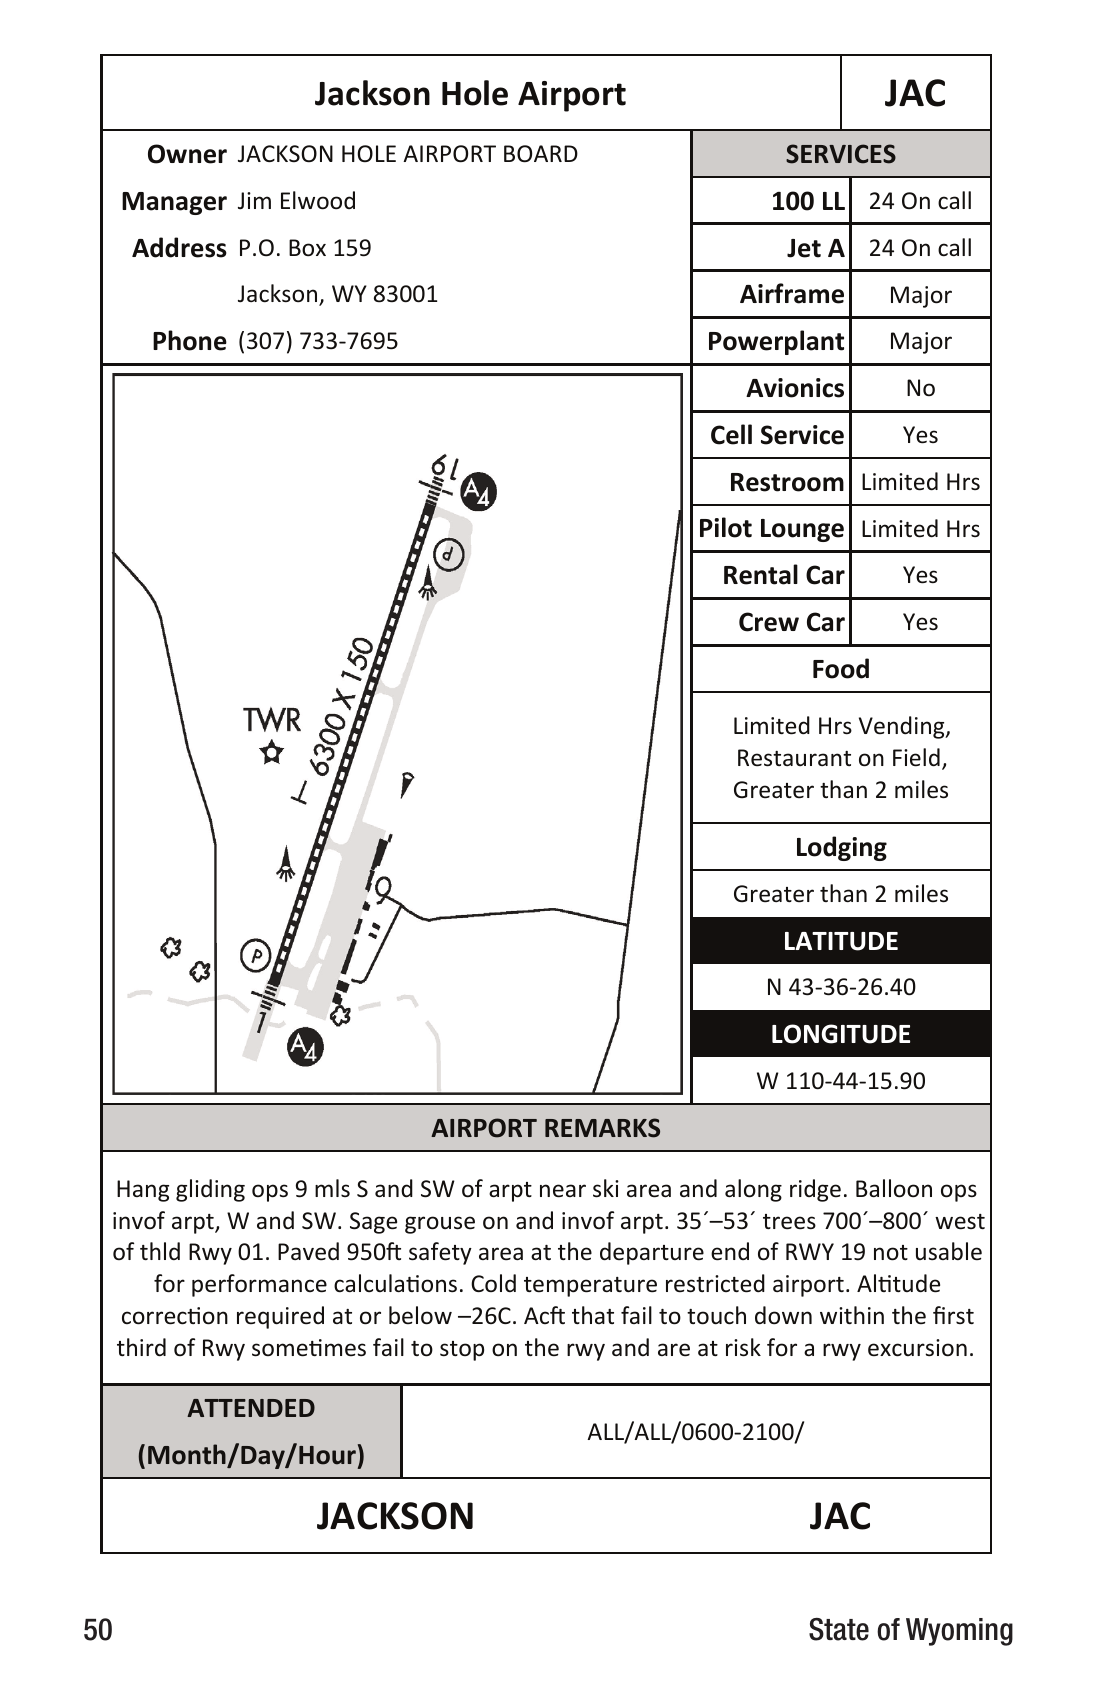 Jackson Hole Airport JAC
Owner JACKSON HOLE AIRPORT BOARD
Manager Jim Elwood
Address P.O. Box 159
Jackson, WY 83001
Phone (307) 733-7695
SERVICES
100 LL 24 On call
Jet A 24 On call
Airframe Major
Powerplant Major
Avionics No
Cell Service Yes
Restroom Limited Hrs
Pilot Lounge Limited Hrs
Rental Car Yes
Crew Car Yes
Food
Limited Hrs Vending,
Restaurant on Field,
Greater than 2 miles
Lodging
Greater than 2 miles
LATITUDE
N 43-36-26.40
LONGITUDE
W 110-44-15.90
19
A4
P
6300 X 150
TWR
P
1
A4
AIRPORT REMARKS
Hang gliding ops 9 mls S and SW of arpt near ski area and along ridge. Balloon ops
invof arpt, W and SW. Sage grouse on and invof arpt. 35´–53´ trees 700´–800´ west
of thld Rwy 01. Paved 950ft safety area at the departure end of RWY 19 not usable
for performance calculations. Cold temperature restricted airport. Altitude
correction required at or below –26C. Acft that fail to touch down within the first
third of Rwy sometimes fail to stop on the rwy and are at risk for a rwy excursion.
ATTENDED
(Month/Day/Hour)
ALL/ALL/0600-2100/
JACKSON JAC
50 State of Wyoming